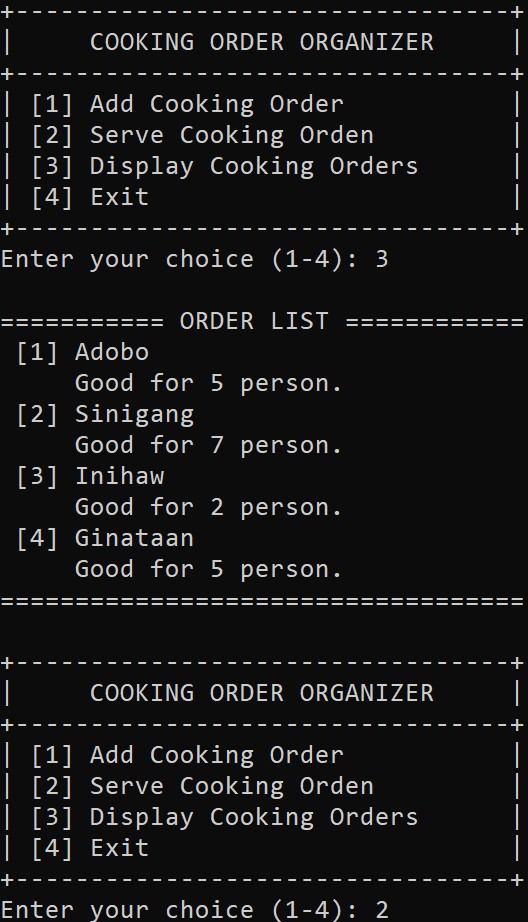 +---------------------------------+
|     COOKING ORDER ORGANIZER     |
+---------------------------------+
| [1] Add Cooking Order           |
| [2] Serve Cooking Orden         |
| [3] Display Cooking Orders      |
| [4] Exit                        |
+---------------------------------+
Enter your choice (1-4): 3
=========== ORDER LIST ============
[1] Adobo
Good for 5 person.
[2] Sinigang
Good for 7 person.
[3] Inihaw
Good for 2 person.
[4] Ginataan
Good for 5 person.
===================================
+---------------------------------+
|     COOKING ORDER ORGANIZER     |
+---------------------------------+
| [1] Add Cooking Order           |
| [2] Serve Cooking Orden         |
| [3] Display Cooking Orders      |
| [4] Exit                        |
+---------------------------------+
Enter your choice (1-4): 2